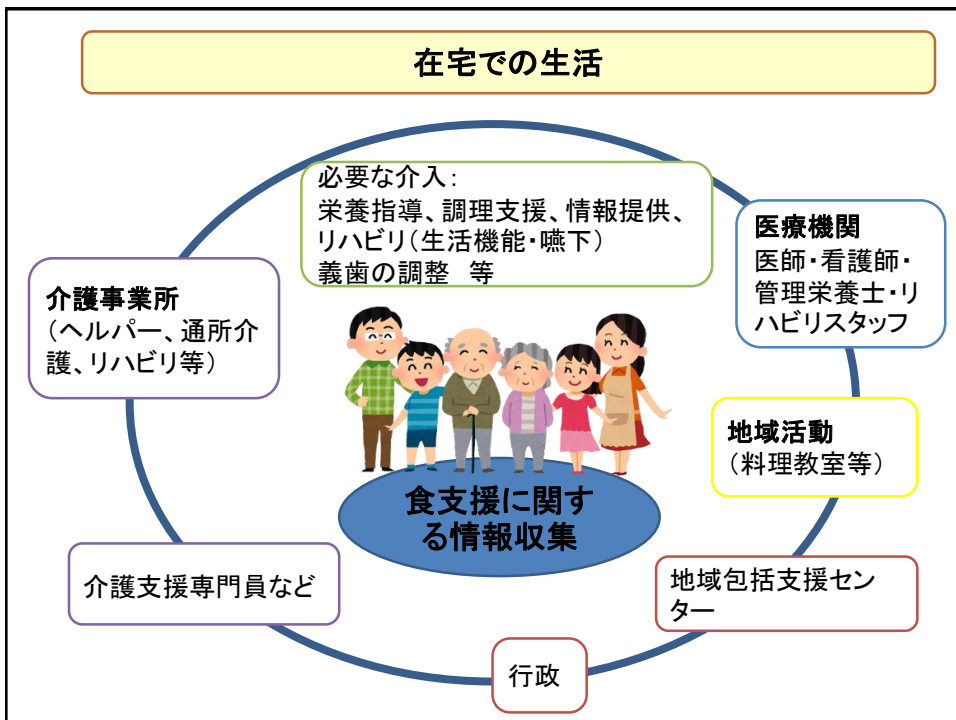 在宅での生活
必要な介入：
栄養指導、調理支援、情報提供、
リハビリ（生活機能・嚥下）
義歯の調整　等
医療機関
医師・看護師・
管理栄養士・リ
ハビリスタッフ
介護事業所
（ヘルパー、通所介
護、リハビリ等）
地域活動
（料理教室等）
食支援に関す
る情報収集
介護支援専門員など
地域包括支援セン
ター
行政